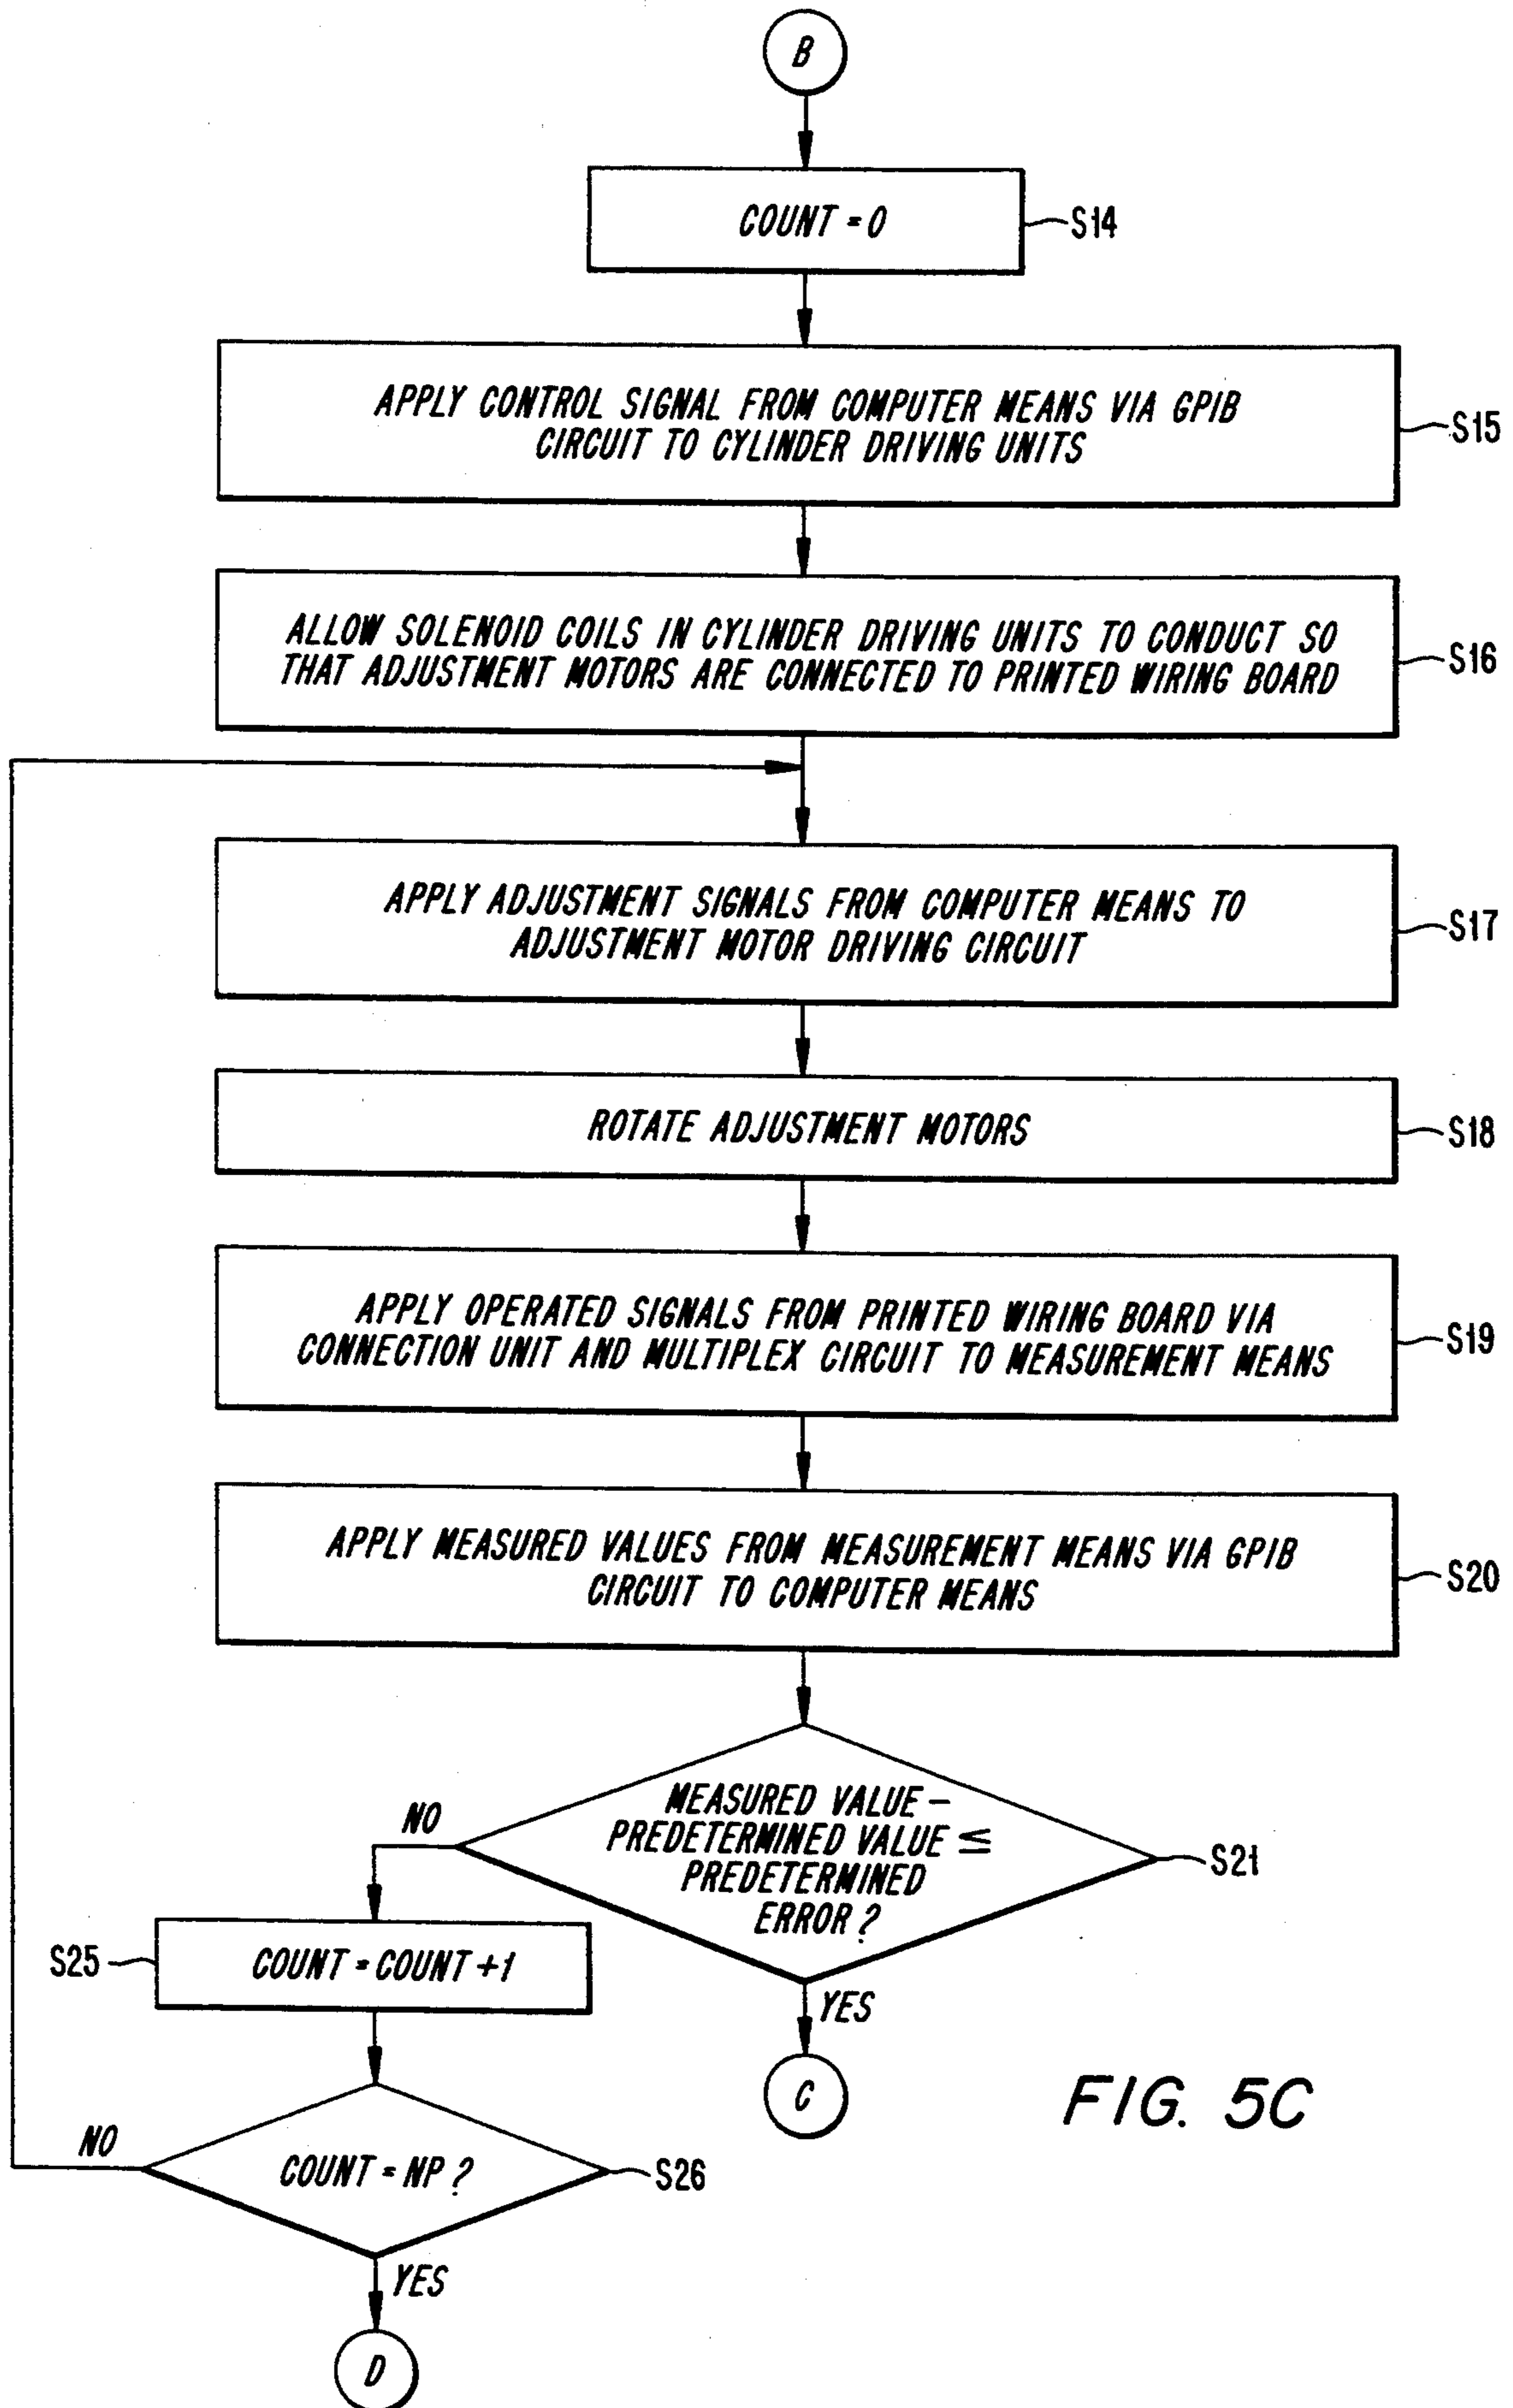 B
COUNT = 0
S14
APPLY CONTROL SIGNAL FROM COMPUTER MEANS VIA GPIB
CIRCUIT TO CYLINDER DRIVING UNITS
S15
ALLOW SOLENOID COILS IN CYLINDER DRIVING UNITS TO CONDUCT SO
THAT ADJUSTMENT MOTORS ARE CONNECTED TO PRINTED WIRING BOARD
S16
APPLY ADJUSTMENT SIGNALS FROM COMPUTER MEANS TO
ADJUSTMENT MOTOR DRIVING CIRCUIT
S17
ROTATE ADJUSTMENT MOTORS
S18
APPLY OPERATED SIGNALS FROM PRINTED WIRING BOARD VIA
CONNECTION UNIT AND MULTIPLEX CIRCUIT TO MEASUREMENT MEANS
S19
APPLY MEASURED VALUES FROM MEASUREMENT MEANS VIA GPIB
CIRCUIT TO COMPUTER MEANS
S20
MEASURED VALUE –
PREDETERMINED VALUE ≤
PREDETERMINED
ERROR?
S21
NO
YES
S25
COUNT = COUNT +1
C
COUNT = NP?
S26
NO
YES
D
FIG. 5C